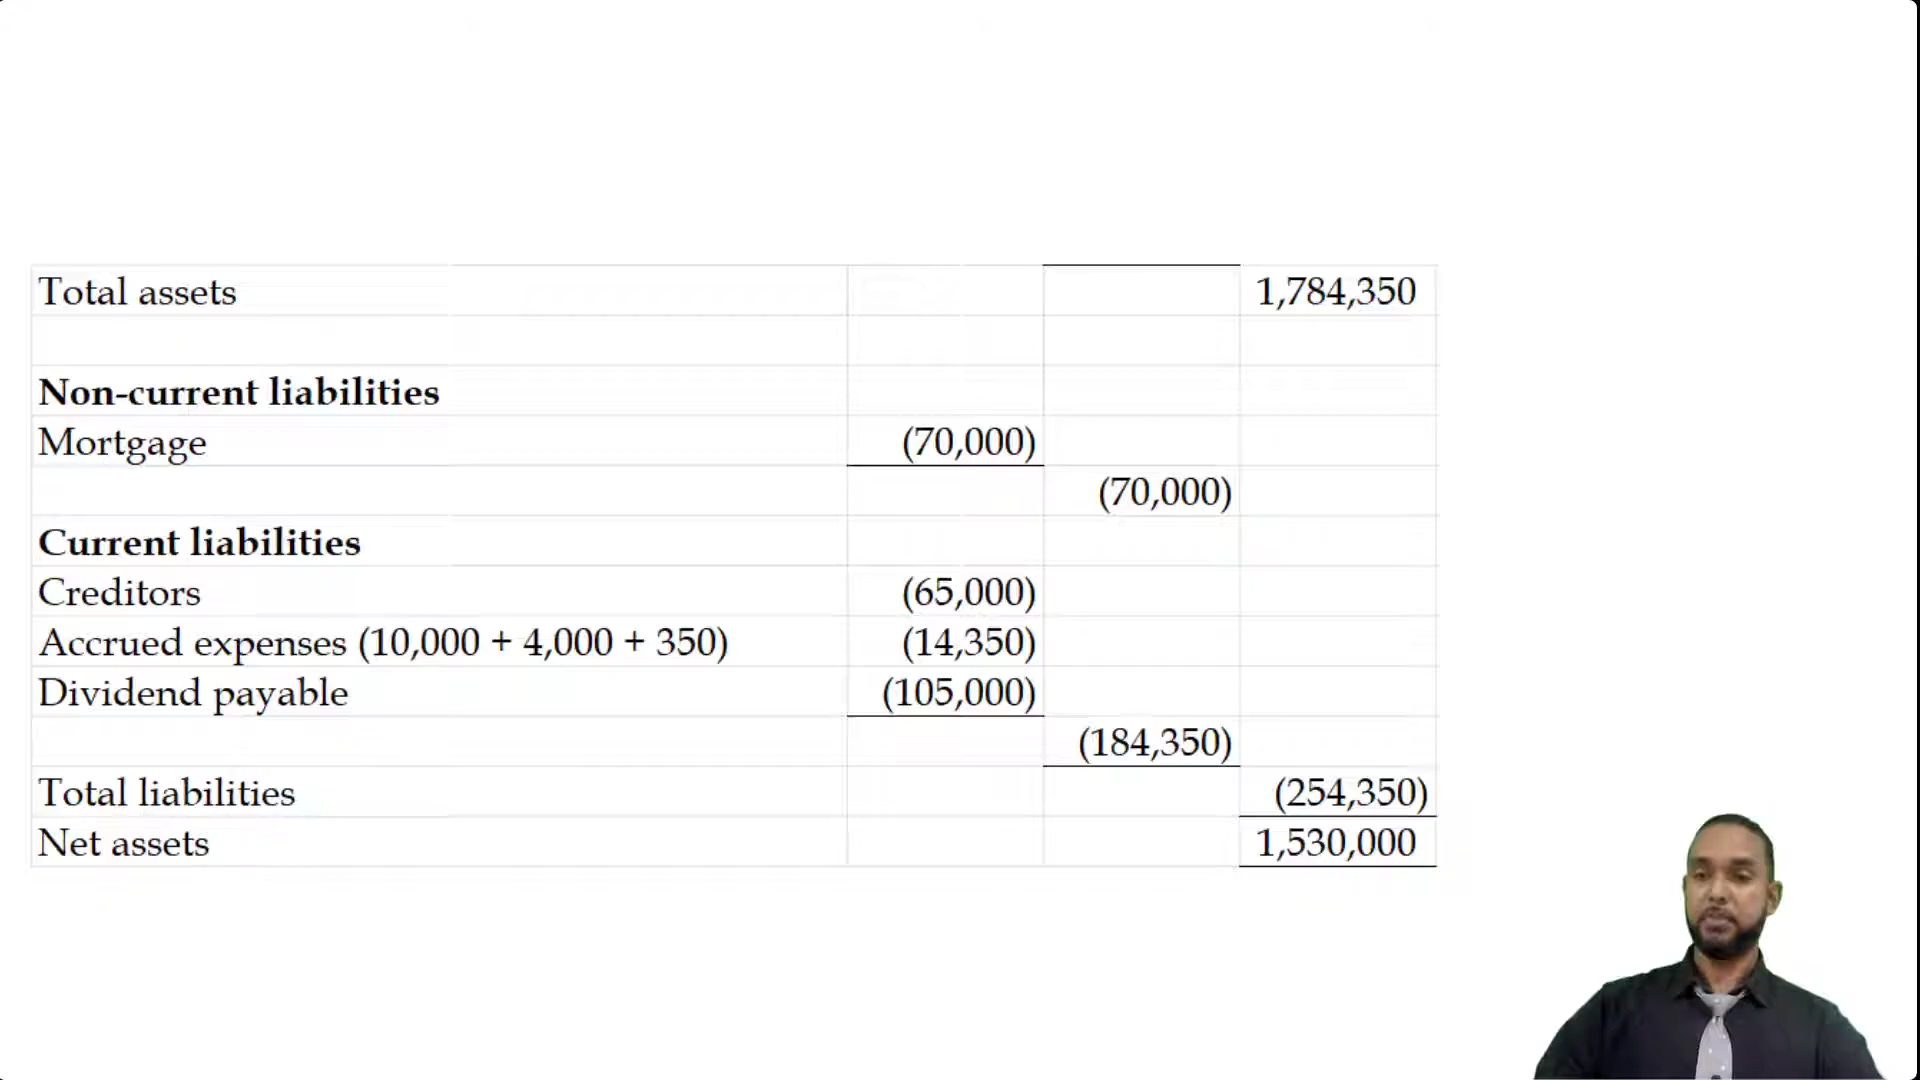 Total assets 1,784,350
Non-current liabilities
Mortgage (70,000)
(70,000)
Current liabilities
Creditors (65,000)
Accrued expenses (10,000 + 4,000 + 350) (14,350)
Dividend payable (105,000)
(184,350)
Total liabilities (254,350)
Net assets 1,530,000